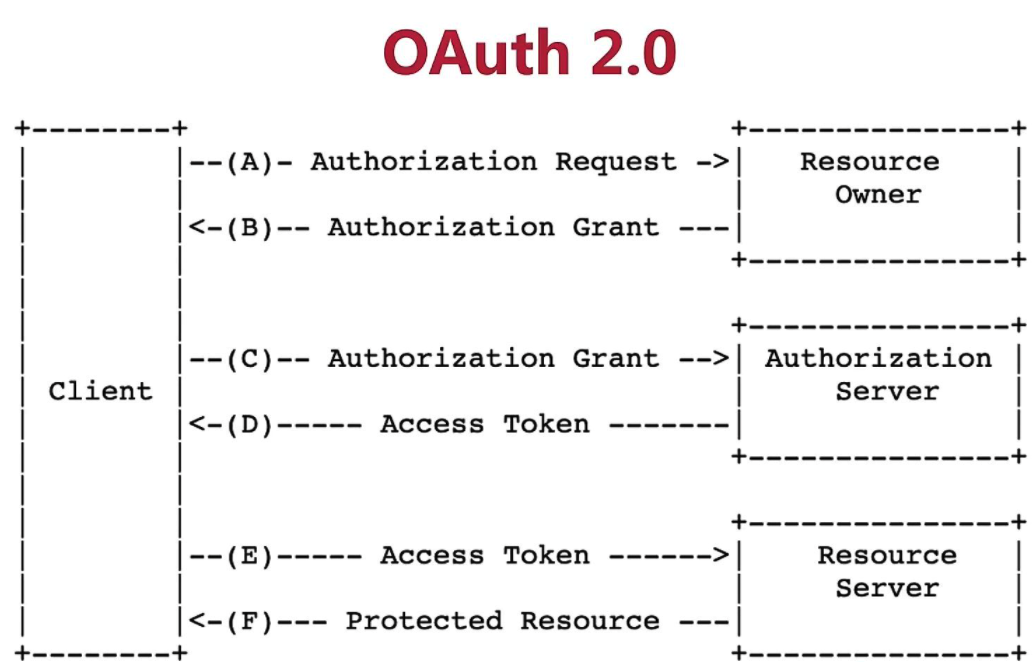 OAuth 2.0
+--------+                               +---------------+
|        |--(A)- Authorization Request ->|   Resource    |
|        |                               |     Owner     |
|        |<-(B)-- Authorization Grant ---|               |
|        |                               +---------------+
|        |
|        |                               +---------------+
|        |--(C)-- Authorization Grant -->| Authorization |
| Client |                               |     Server    |
|        |<-(D)----- Access Token -------|               |
|        |                               +---------------+
|        |
|        |                               +---------------+
|        |--(E)----- Access Token ------>|    Resource   |
|        |                               |     Server    |
|        |<-(F)--- Protected Resource ---|               |
+--------+                               +---------------+